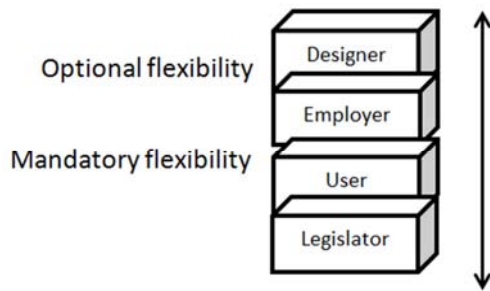 Designer
Optional flexibility
Employer
Mandatory flexibility
User
Legislator